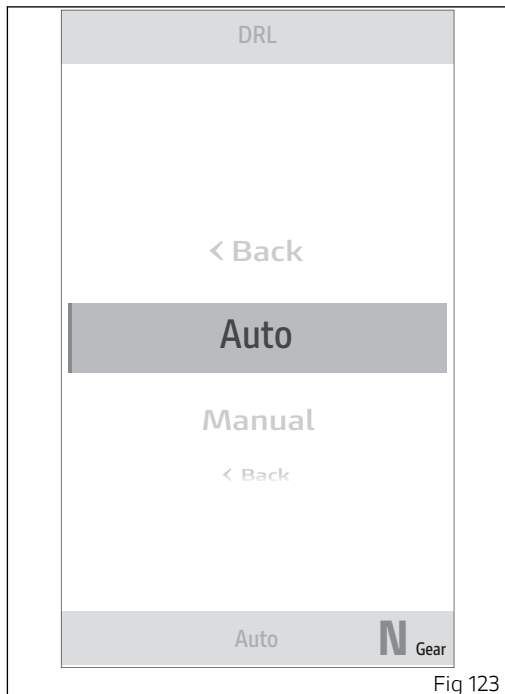 DRL
< Back
Auto
Manual
< Back
Auto N Gear
Fig 123